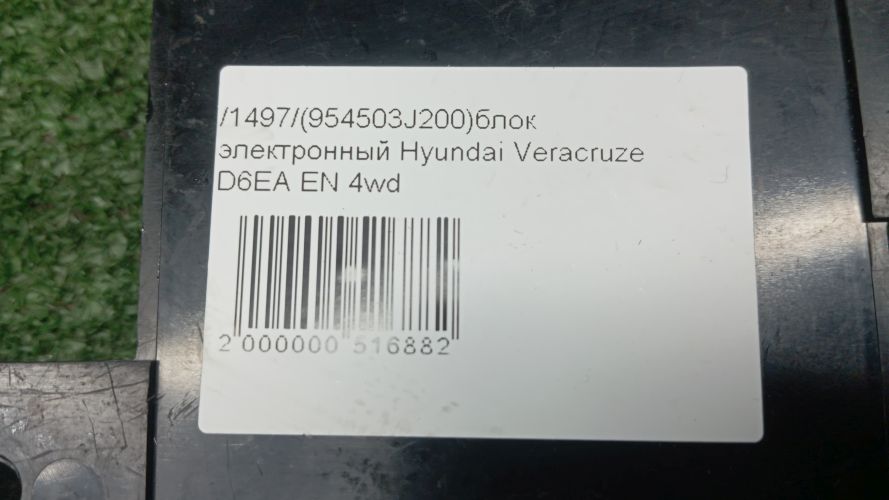 /1497/(954503J200)блок
электронный Hyundai Veracruze
D6EA EN 4wd
2 000000 516882